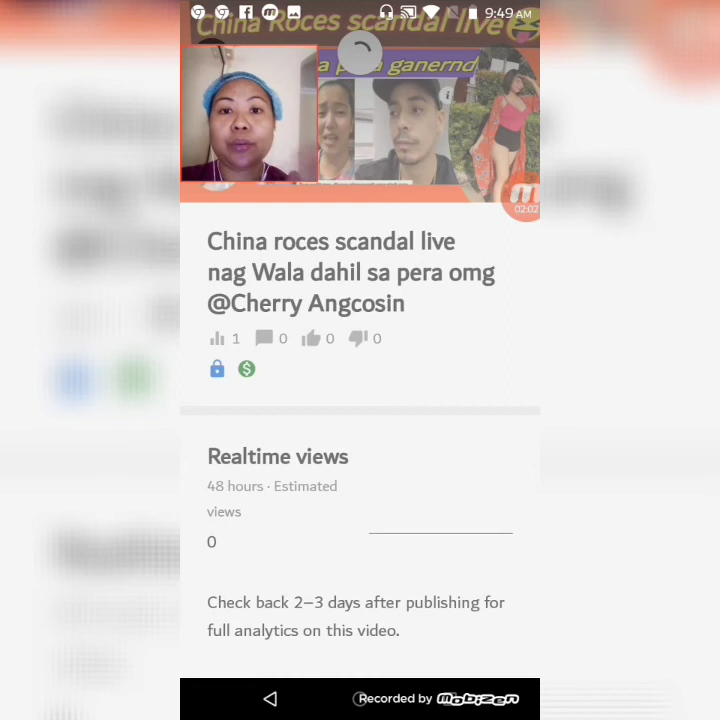 9:49 AM
China Roces scandal live
a ganernd
02:02
China roces scandal live
nag Wala dahil sa pera omg
@Cherry Angcosin
1 0 0 0
Realtime views
48 hours · Estimated
views
0
Check back 2–3 days after publishing for
full analytics on this video.
Recorded by Mobizen